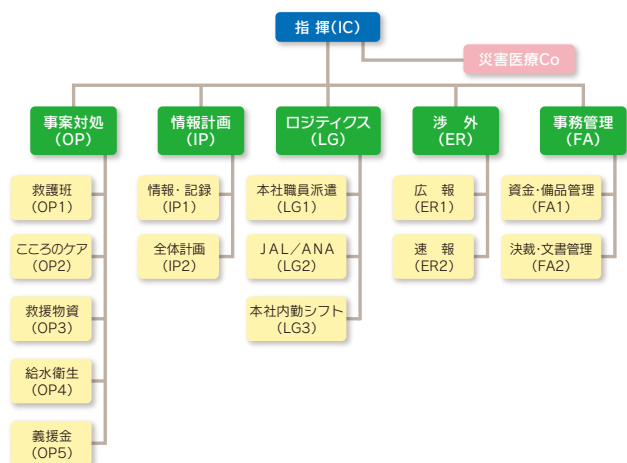 指 揮(IC)
災害医療Co
事案対処
(OP)
情報計画
(IP)
ロジティクス
(LG)
渉 外
(ER)
事務管理
(FA)
救護班
(OP1)
情報・記録
(IP1)
本社職員派遣
(LG1)
広 報
(ER1)
資金・備品管理
(FA1)
こころのケア
(OP2)
全体計画
(IP2)
JAL/ANA
(LG2)
速 報
(ER2)
決裁・文書管理
(FA2)
救援物資
(OP3)
本社内勤シフト
(LG3)
給水衛生
(OP4)
義援金
(OP5)